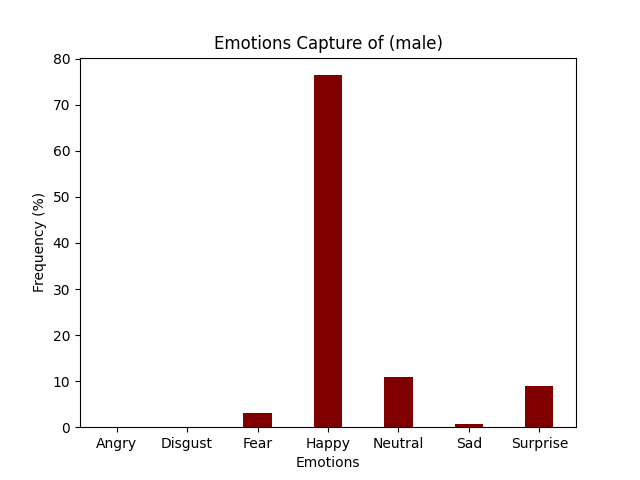 Emotions Capture of (male)
80
70
60
50
40
30
20
10
0
Frequency (%)
Angry Disgust Fear Happy Neutral Sad Surprise
Emotions